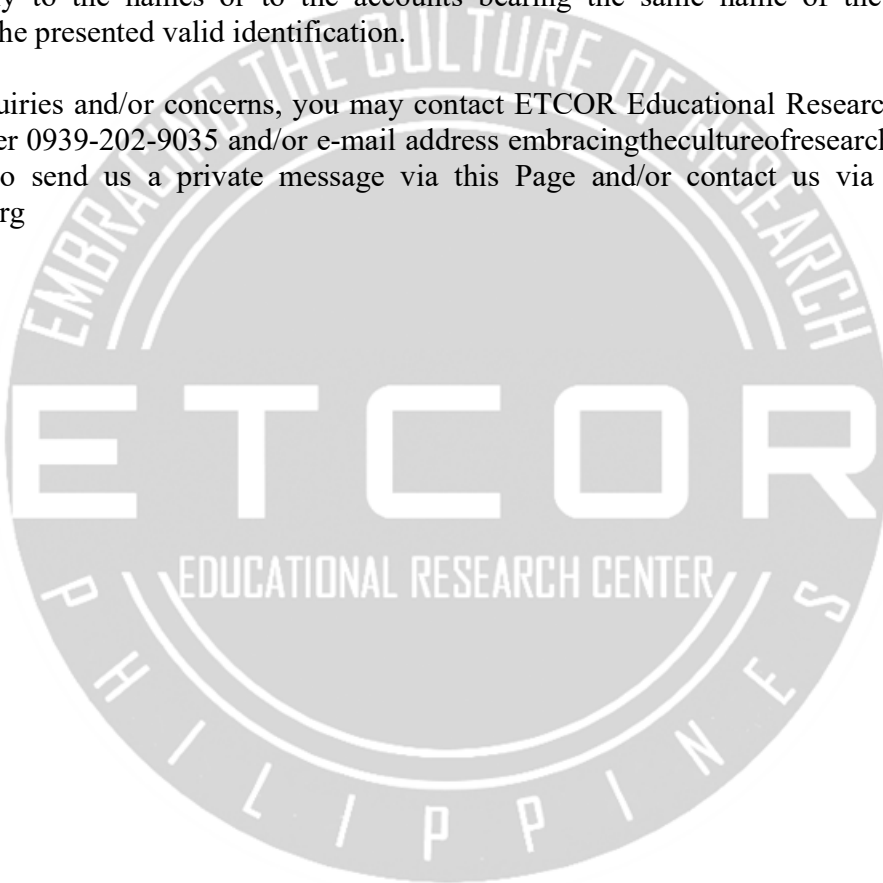 y to the names or to the accounts bearing the same name of the
he presented valid identification.
uiries and/or concerns, you may contact ETCOR Educational Researc
er 0939-202-9035 and/or e-mail address embracingthecultureofresearch
o send us a private message via this Page and/or contact us via
rg
EMBRACING THE CULTURE OF RESEARCH
ETCOR
EDUCATIONAL RESEARCH CENTER
PHILIPPINES